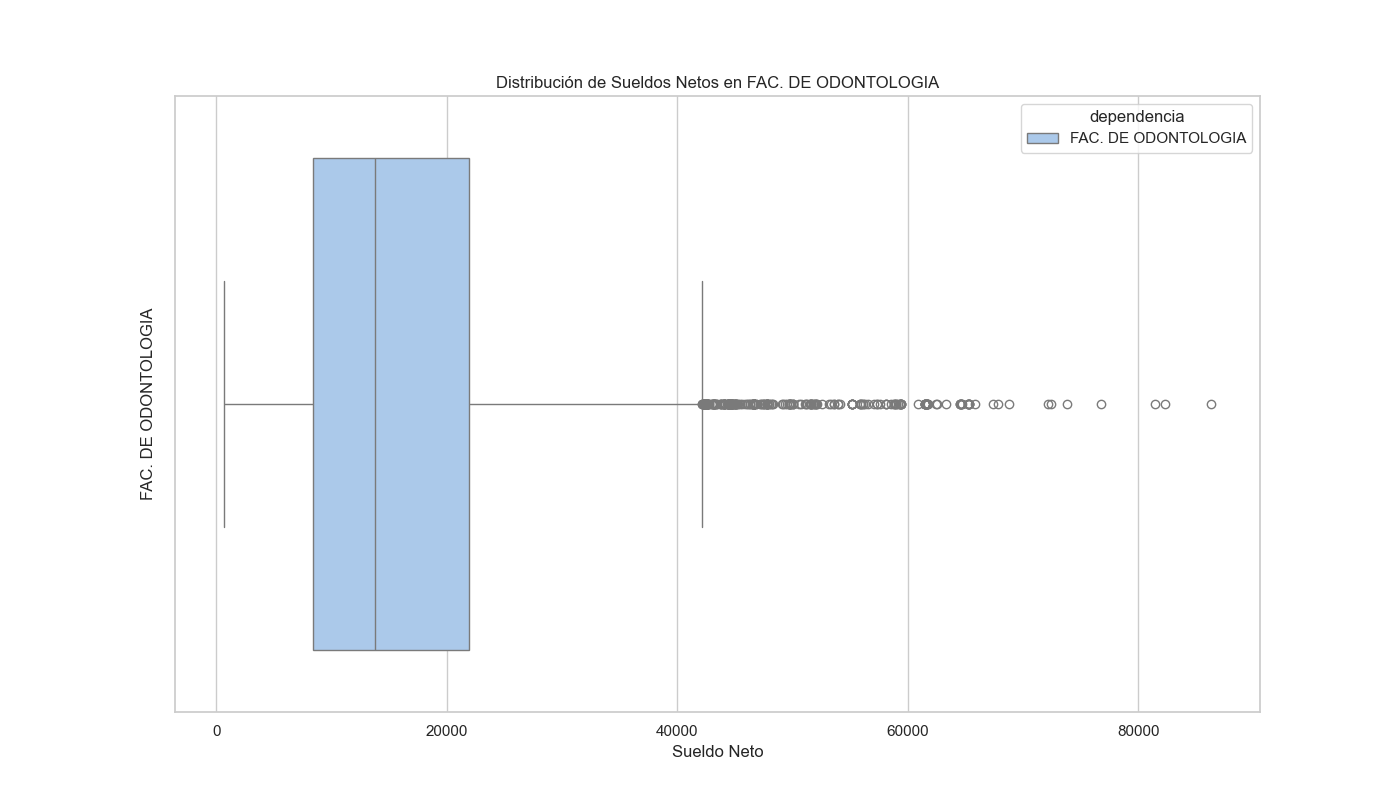 Distribución de Sueldos Netos en FAC. DE ODONTOLOGIA
dependencia
FAC. DE ODONTOLOGIA
FAC. DE ODONTOLOGIA
0 20000 40000 60000 80000
Sueldo Neto